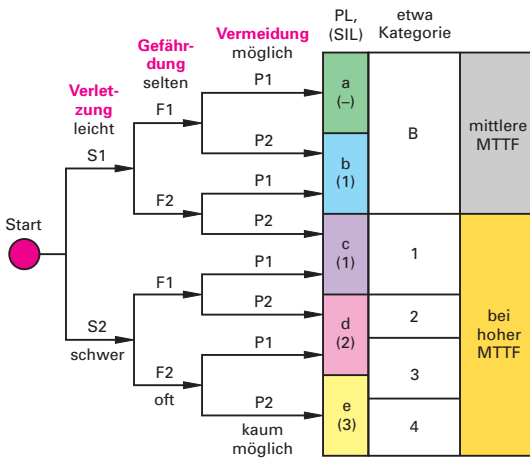 Verlet-
zung
leicht
Gefähr-
dung
selten
Vermeidung
möglich
PL,
(SIL)
etwa
Kategorie
Start
S1
S2
schwer
F1
F2
F1
F2
oft
P1
P2
P1
P2
P1
P2
P1
P2
kaum
möglich
a
(–)
b
(1)
c
(1)
d
(2)
e
(3)
B
1
2
3
4
mittlere
MTTF
bei
hoher
MTTF